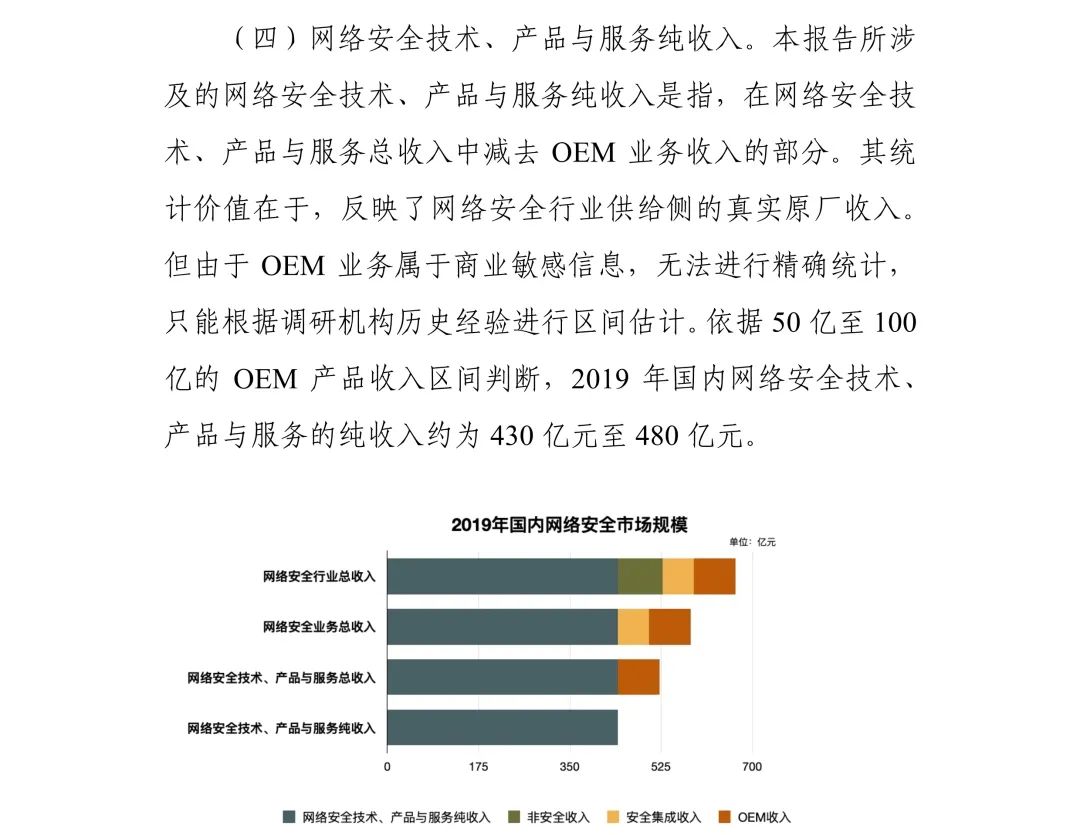 （四）网络安全技术、产品与服务纯收入。本报告所涉
及的网络安全技术、产品与服务纯收入是指，在网络安全技
术、产品与服务总收入中减去 OEM 业务收入的部分。其统
计价值在于，反映了网络安全行业供给侧的真实原厂收入。
但由于 OEM 业务属于商业敏感信息，无法进行精确统计，
只能根据调研机构历史经验进行区间估计。依据 50 亿至 100
亿的 OEM 产品收入区间判断，2019 年国内网络安全技术、
产品与服务的纯收入约为 430 亿元至 480 亿元。
2019年国内网络安全市场规模
单位：亿元
网络安全行业总收入
网络安全业务总收入
网络安全技术、产品与服务总收入
网络安全技术、产品与服务纯收入
0 175 350 525 700
网络安全技术、产品与服务纯收入 非安全收入 安全集成收入 OEM收入